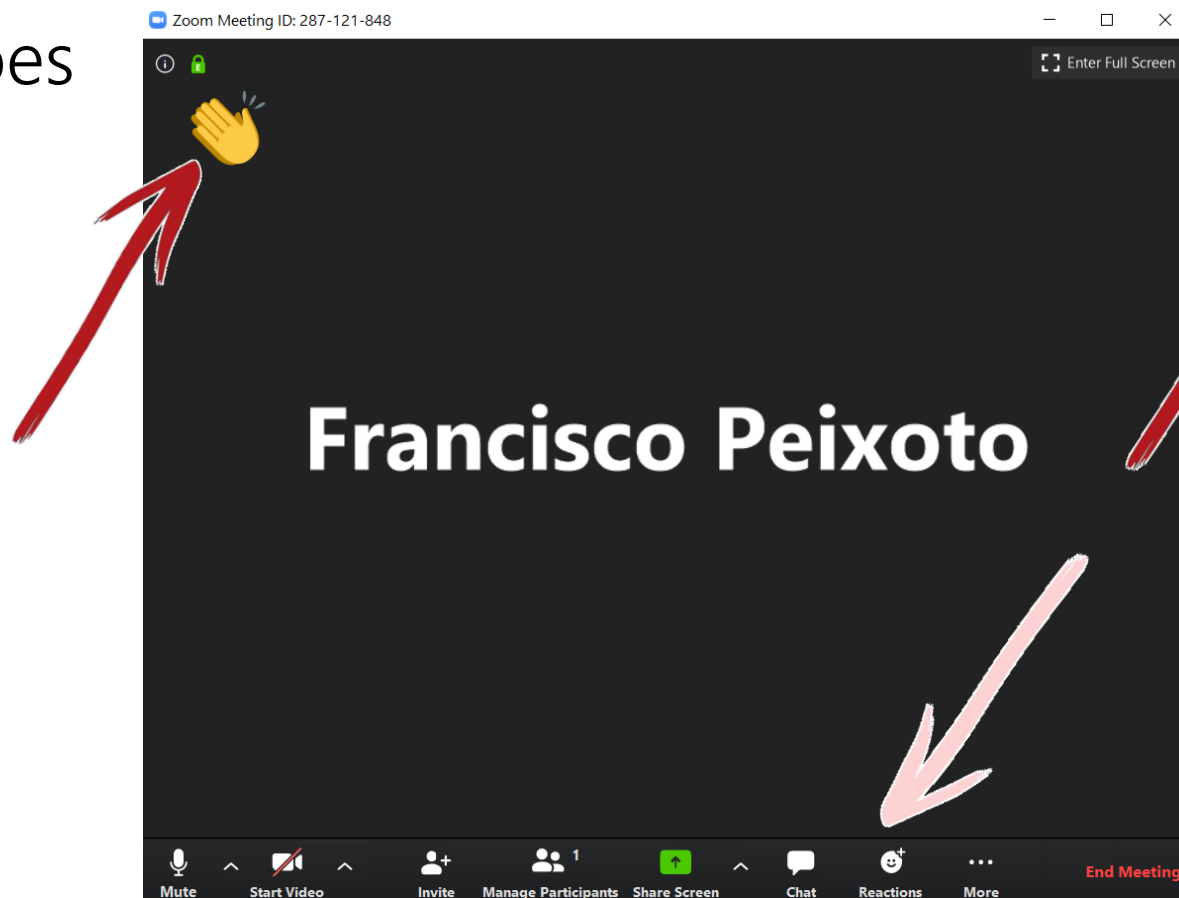 Zoom Meeting ID: 287-121-848
Enter Full Screen
Francisco Peixoto
1
Mute Start Video Invite Manage Participants Share Screen Chat Reactions More End Meeting